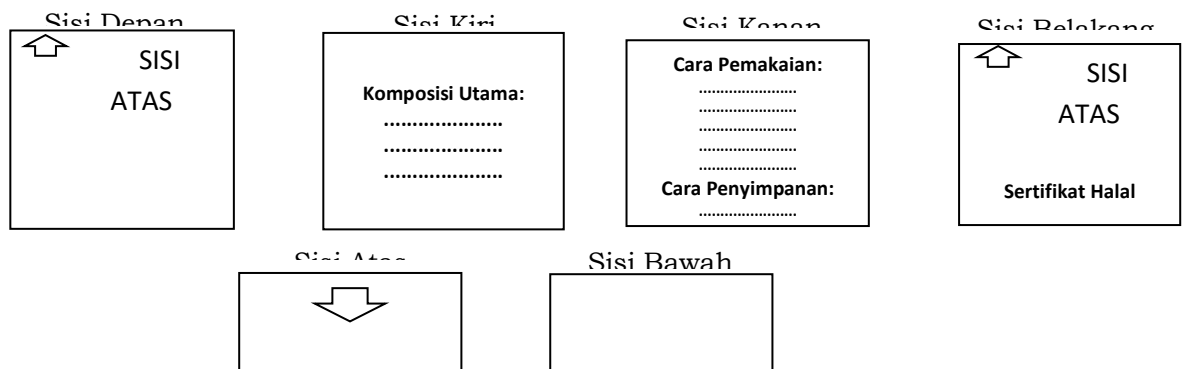 Sisi Depan
SISI
ATAS
Sisi Kiri
Komposisi Utama:
.....................
.....................
.....................
Sisi Kanan
Cara Pemakaian:
.......................
.......................
.......................
.......................
.......................
Cara Penyimpanan:
.......................
Sisi Belakang
SISI
ATAS
Sertifikat Halal
Sisi Atas
Sisi Bawah